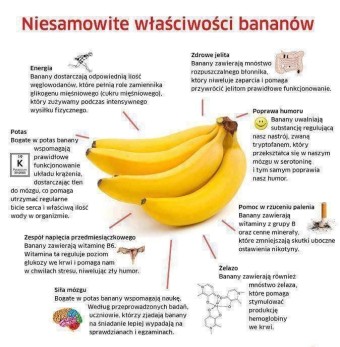 Niesamowite właściwości bananów
Energia
Banany dostarczają odpowiednią ilość
węglowodanów, które pełnią role zamiennika
glikogenu mięśniowego (cukru mięśniowego),
który zużywamy podczas intensywnego
wysiłku fizycznego.
Zdrowe jelita
Banany zawierają mnóstwo
rozpuszczalnego błonnika,
który niweluje zaparcia i pomaga
przywrócić jelitom prawidłowe funkcjonowanie.
Poprawa humoru
Banany uwalniają
substancję regulującą
nasz nastrój, zwaną
tryptofanem, który
przekształca się w naszym
mózgu w serotoninę
i tym samym poprawia
nasz humor.
Potas
Bogate w potas banany
wspomagają
prawidłowe
funkcjonowanie
układu krążenia,
dostarczając tlen
do mózgu, co pomaga
utrzymać regularne
bicie serca i właściwą ilość
wody w organizmie.
K
Pomoc w rzuceniu palenia
Banany zawierają
witaminy z grupy B
oraz cenne minerały,
które zmniejszają skutki uboczne
odstawienia nikotyny.
Zespół napięcia przedmiesiączkowego
Banany zawierają witaminę B6.
Witamina ta reguluje poziom
glukozy we krwi i pomaga nam
w chwilach stresu, niwelując zły humor.
Żelazo
Banany zawierają również
mnóstwo żelaza,
które pomaga
stymulować
produkcję
hemoglobiny
we krwi.
Siła mózgu
Bogate w potas banany wspomagają naukę.
Według przeprowadzonych badań,
uczniowie, którzy zjedają banany
na śniadanie lepiej wypadają na
sprawdzianach i egzaminach.